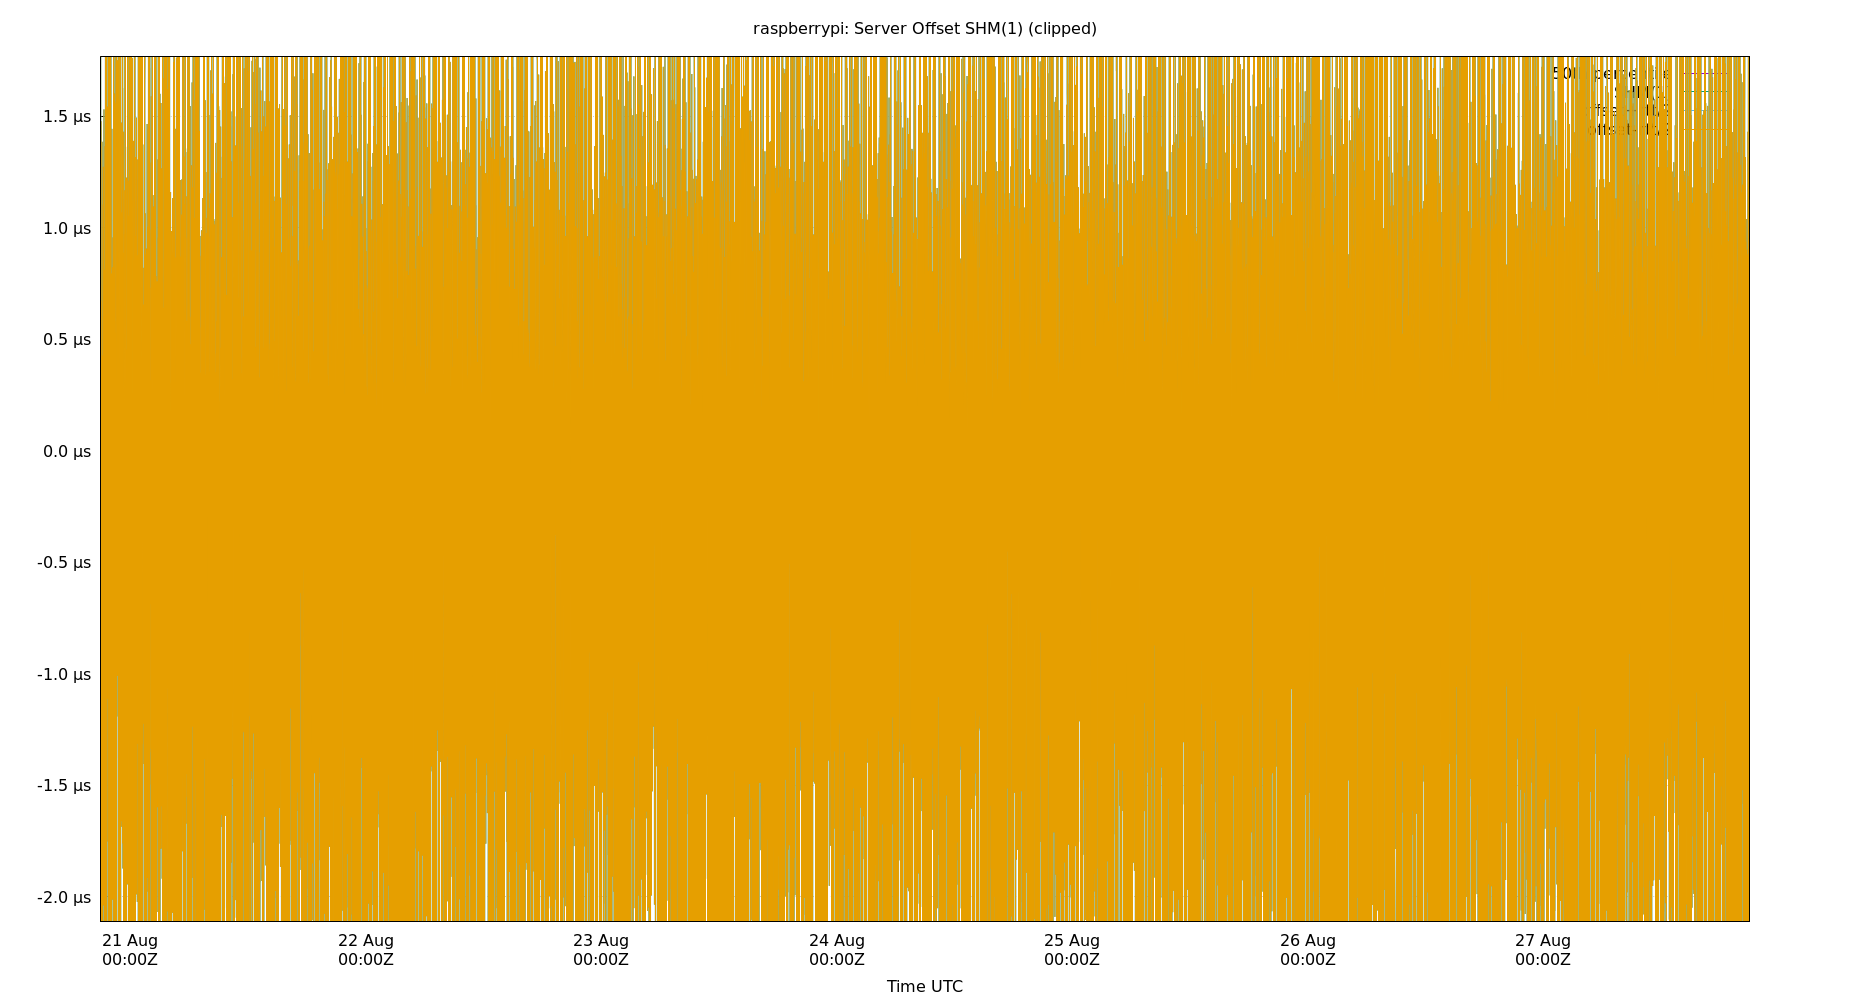 raspberrypi: Server Offset SHM(1) (clipped)
1.5 µs
1.0 µs
0.5 µs
0.0 µs
-0.5 µs
-1.0 µs
-1.5 µs
-2.0 µs
21 Aug 22 Aug 23 Aug 24 Aug 25 Aug 26 Aug 27 Aug
00:00Z 00:00Z 00:00Z 00:00Z 00:00Z 00:00Z 00:00Z
Time UTC